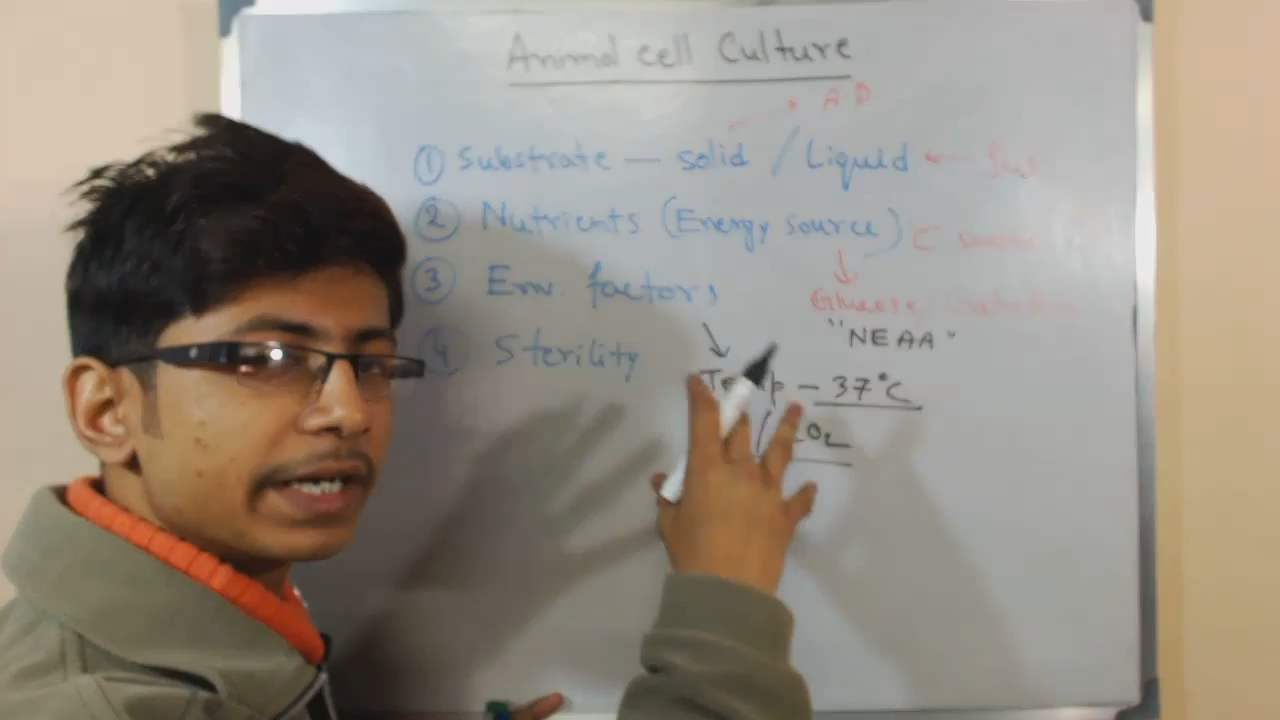 Animal cell Culture
A.D
① Substrate — solid / Liquid
② Nutrients (Energy source) C
③ Env. factors
Glucose
"NEAA"
④ Sterility
Temp — 37°C